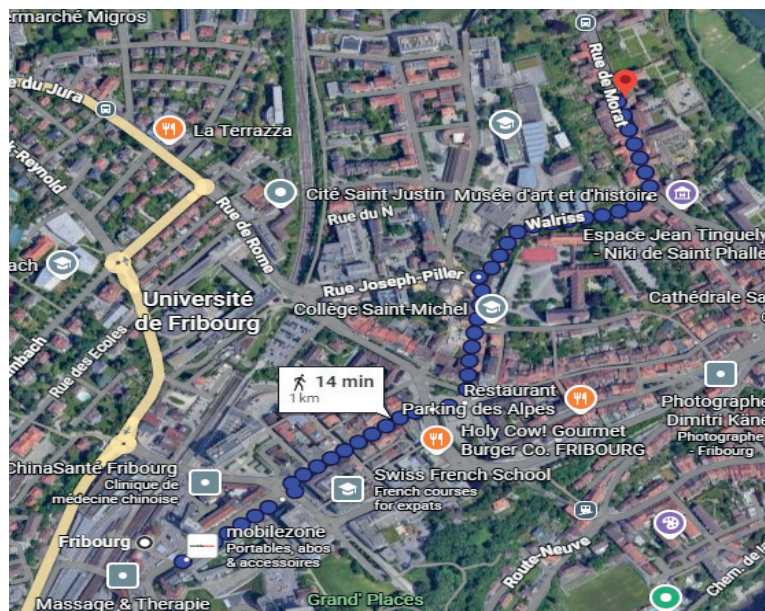 ermarché Migros
e du Jura
La Terrazza
k-Reynold
Rue de Morat
Cité Saint Justin
Musée d'art et d'histoire
Rue de Rome
Rue du N
Walriss
Espace Jean Tinguely
- Niki de Saint Phalle
ach
Rue Joseph-Piller
Université
de Fribourg
Collège Saint-Michel
Cathédrale Sa
mbach
Rue des Ecoles
14 min
1 km
Restaurant
Parking des Alpes
Photographe
Dimitri Käne
Photographe
- Fribourg
Holy Cow! Gourmet
Burger Co. FRIBOURG
ChinaSanté Fribourg
Clinique de
médecine chinoise
Swiss French School
French courses
for expats
mobilezone
Portables, abos
& accessoires
Fribourg
Route-Neuve
Chem. de la
Massage & Therapie
Grand' Places